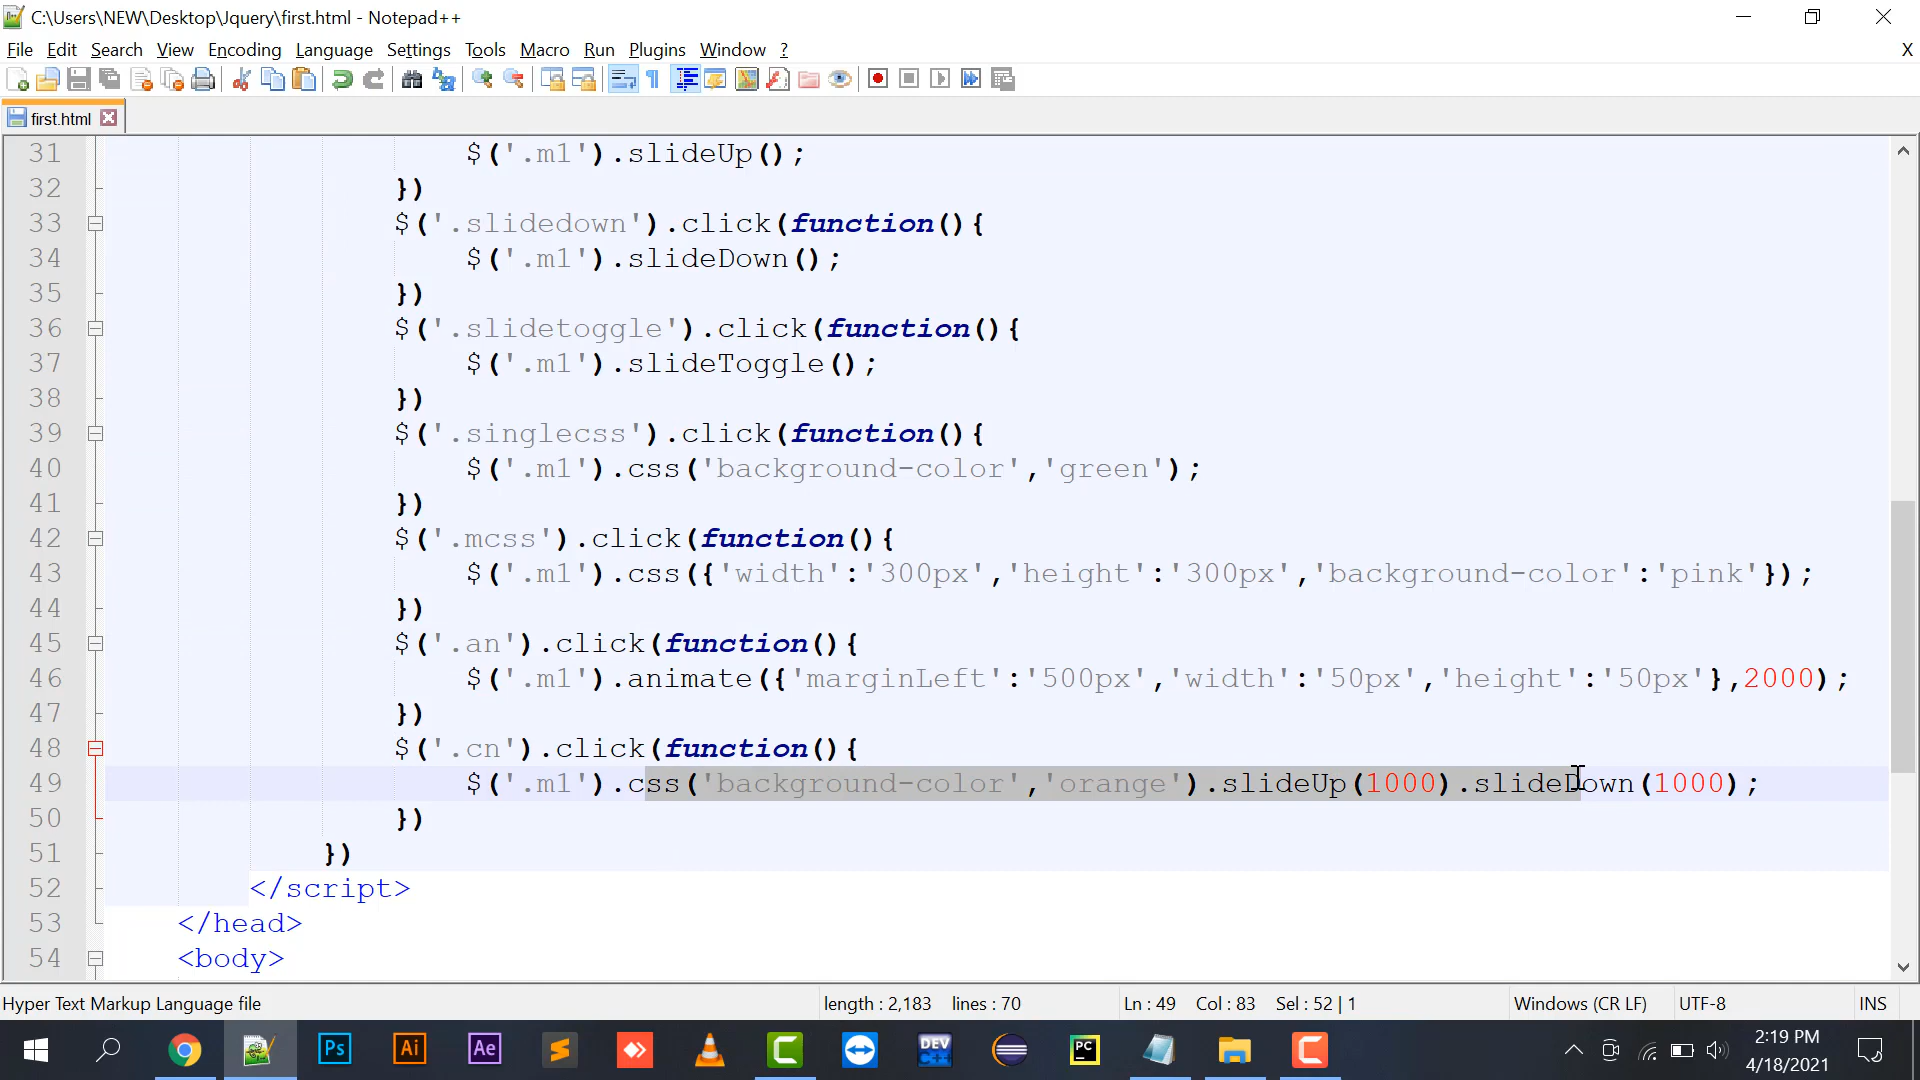 C:\Users\NEW\Desktop\Jquery\first.html - Notepad++
File Edit Search View Encoding Language Settings Tools Macro Run Plugins Window ?
X
first.html
31 $('.m1').slideUp();
32 })
33 $('.slidedown').click(function(){
34 $('.m1').slideDown();
35 })
36 $('.slidetoggle').click(function(){
37 $('.m1').slideToggle();
38 })
39 $('.singlecss').click(function(){
40 $('.m1').css('background-color','green');
41 })
42 $('.mcss').click(function(){
43 $('.m1').css({'width':'300px','height':'300px','background-color':'pink'});
44 })
45 $('.an').click(function(){
46 $('.m1').animate({'marginLeft':'500px','width':'50px','height':'50px'},2000);
47 })
48 $('.cn').click(function(){
49 $('.m1').css('background-color','orange').slideUp(1000).slideDown(1000);
50 })
51 })
52 </script>
53 </head>
54 <body>
Hyper Text Markup Language file length : 2,183 lines : 70 Ln : 49 Col : 83 Sel : 52 | 1 Windows (CR LF) UTF-8 INS
Ps Ai Ae DEV C++ PC
2:19 PM
4/18/2021